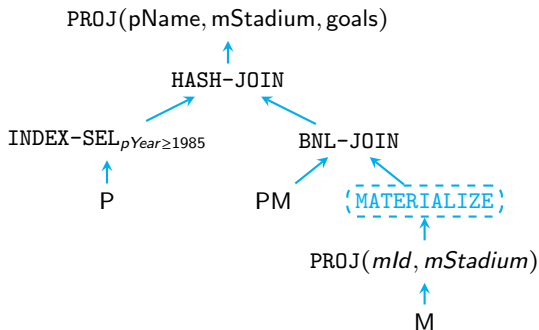 PROJ(pName, mStadium, goals)
HASH-JOIN
INDEX-SEL pYear≥1985
BNL-JOIN
P
PM
MATERIALIZE
PROJ(mId, mStadium)
M